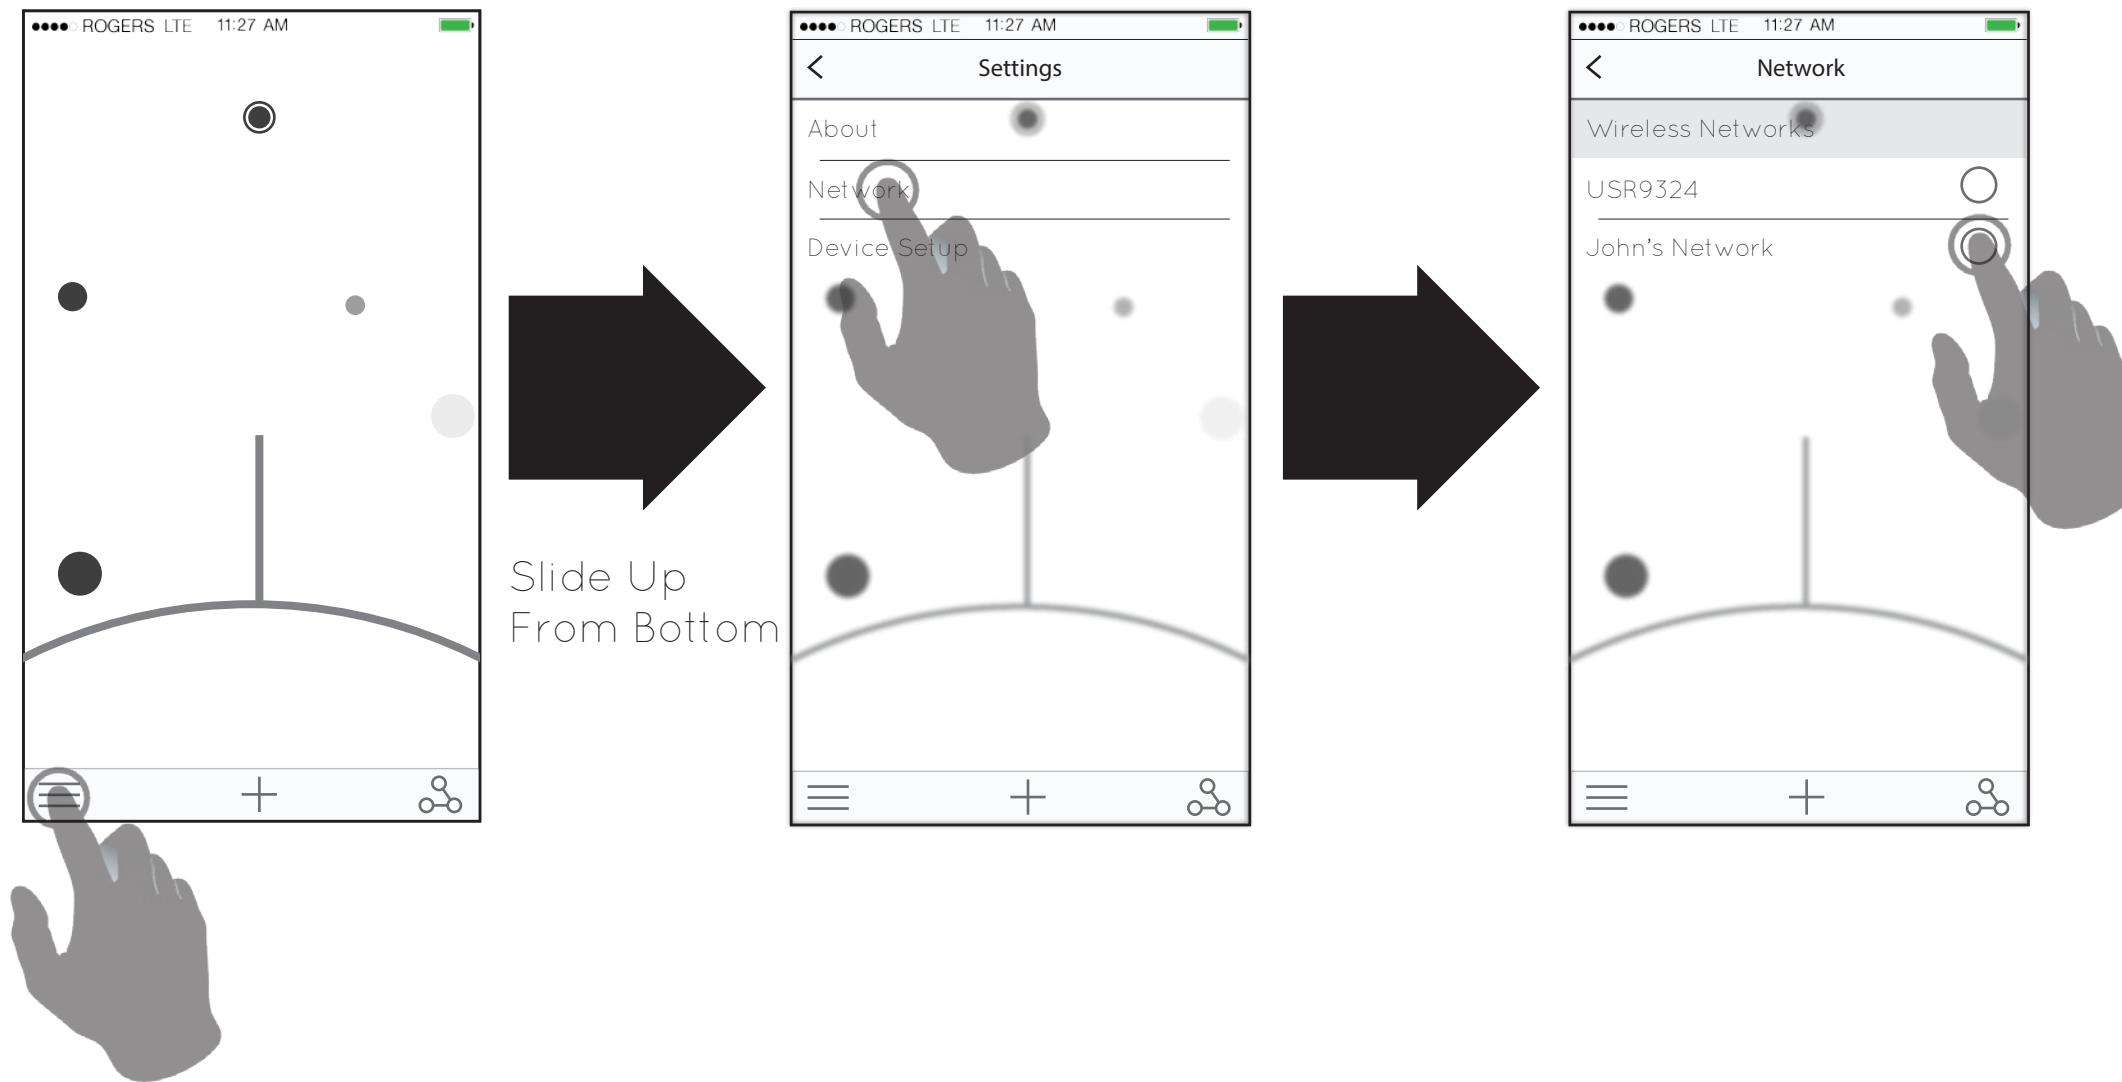 ROGERS LTE 11:27 AM
ROGERS LTE 11:27 AM
Settings
About
Network
Device Setup
ROGERS LTE 11:27 AM
Network
Wireless Networks
USR9324
John's Network
Slide Up
From Bottom